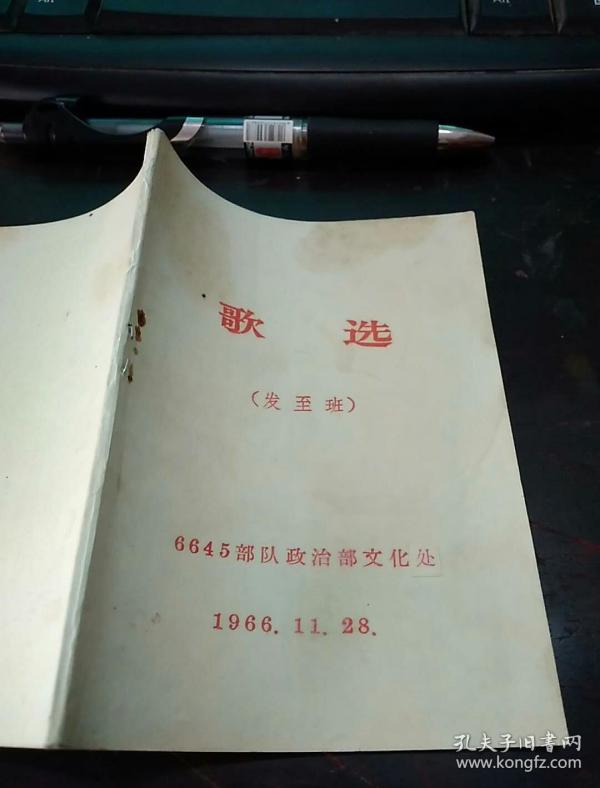 歌选
（发至班）
6645部队政治部文化处
1966.11.28.
孔夫子旧書网
www.kongfz.com